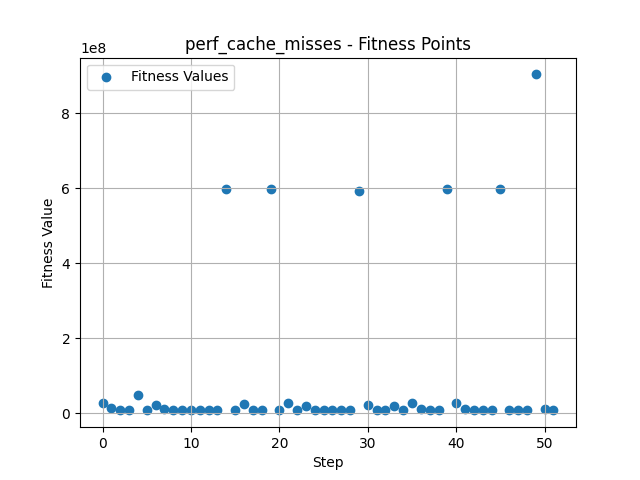 perf_cache_misses - Fitness Points
1e8
Fitness Values
8
6
4
2
0
Fitness Value
0 10 20 30 40 50
Step